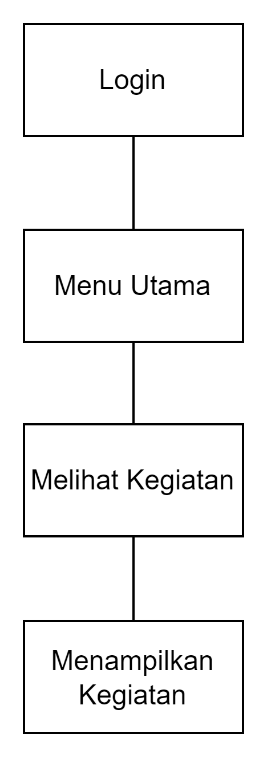 Login
Menu Utama
Melihat Kegiatan
Menampilkan
Kegiatan